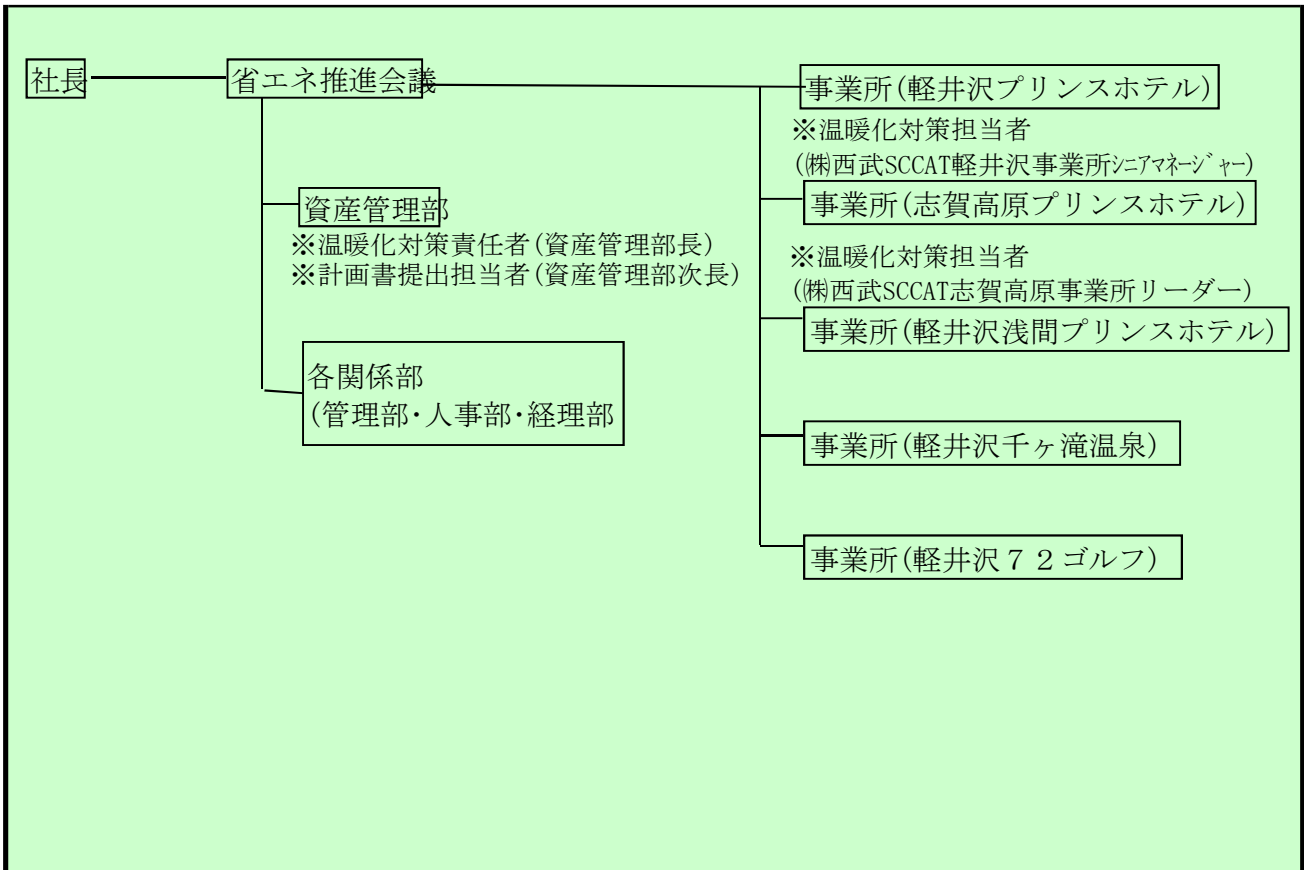 社長
省エネ推進会議
資産管理部
※温暖化対策責任者(資産管理部長)
※計画書提出担当者(資産管理部次長)
各関係部
(管理部・人事部・経理部
事業所(軽井沢プリンスホテル)
※温暖化対策担当者
(㈱西武SCCAT軽井沢事業所ｼﾆｱﾏﾈｰｼﾞｬｰ)
事業所(志賀高原プリンスホテル)
※温暖化対策担当者
(㈱西武SCCAT志賀高原事業所リーダー)
事業所(軽井沢浅間プリンスホテル)
事業所(軽井沢千ヶ滝温泉)
事業所(軽井沢７２ゴルフ)